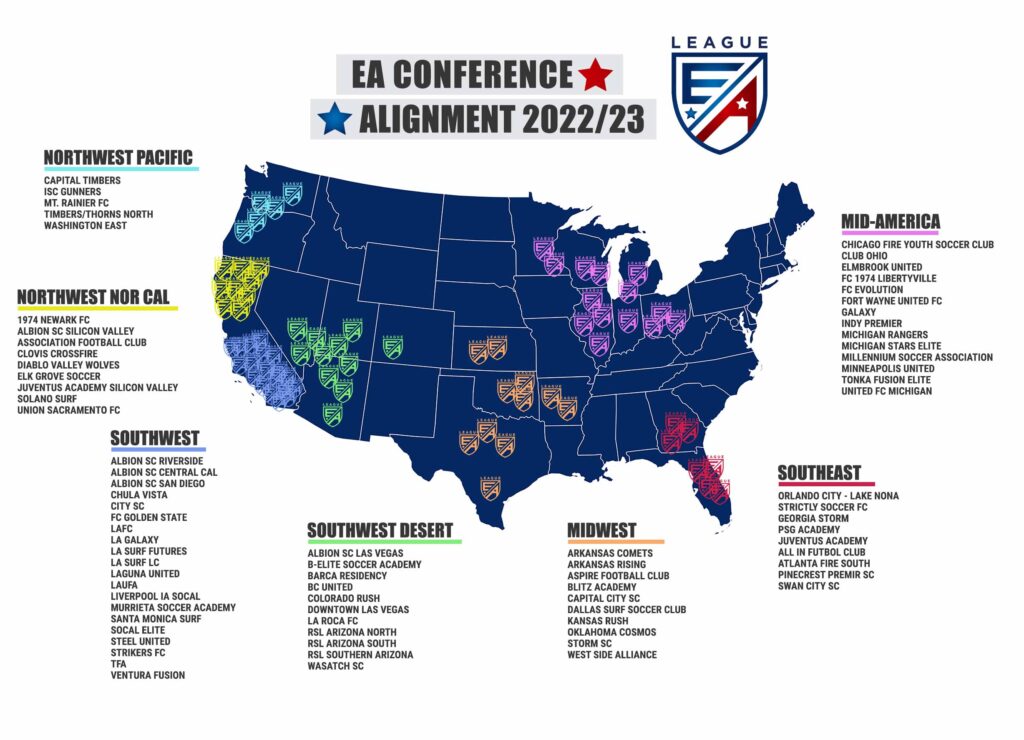 LEAGUE
EA
EA CONFERENCE
ALIGNMENT 2022/23
NORTHWEST PACIFIC
CAPITAL TIMBERS
ISC GUNNERS
MT. RAINIER FC
TIMBERS/THORNS NORTH
WASHINGTON EAST
NORTHWEST NOR CAL
1974 NEWARK FC
ALBION SC SILICON VALLEY
ASSOCIATION FOOTBALL CLUB
CLOVIS CROSSFIRE
DIABLO VALLEY WOLVES
ELK GROVE SOCCER
JUVENTUS ACADEMY SILICON VALLEY
SOLANO SURF
UNION SACRAMENTO FC
SOUTHWEST
ALBION SC RIVERSIDE
ALBION SC CENTRAL CAL
ALBION SC SAN DIEGO
CHULA VISTA
CITY SC
FC GOLDEN STATE
LAFC
LA GALAXY
LA SURF FUTURES
LA SURF LC
LAGUNA UNITED
LAUFA
LIVERPOOL IA SOCAL
MURRIETA SOCCER ACADEMY
SANTA MONICA SURF
SOCAL ELITE
STEEL UNITED
STRIKERS FC
TFA
VENTURA FUSION
SOUTHWEST DESERT
ALBION SC LAS VEGAS
B-ELITE SOCCER ACADEMY
BARCA RESIDENCY
BC UNITED
COLORADO RUSH
DOWNTOWN LAS VEGAS
LA ROCA FC
RSL ARIZONA NORTH
RSL ARIZONA SOUTH
RSL SOUTHERN ARIZONA
WASATCH SC
MIDWEST
ARKANSAS COMETS
ARKANSAS RISING
ASPIRE FOOTBALL CLUB
BLITZ ACADEMY
CAPITAL CITY SC
DALLAS SURF SOCCER CLUB
KANSAS RUSH
OKLAHOMA COSMOS
STORM SC
WEST SIDE ALLIANCE
MID-AMERICA
CHICAGO FIRE YOUTH SOCCER CLUB
CLUB OHIO
ELMBROOK UNITED
FC 1974 LIBERTYVILLE
FC EVOLUTION
FORT WAYNE UNITED FC
GALAXY
INDY PREMIER
MICHIGAN RANGERS
MICHIGAN STARS ELITE
MILLENNIUM SOCCER ASSOCIATION
MINNEAPOLIS UNITED
TONKA FUSION ELITE
UNITED FC MICHIGAN
SOUTHEAST
ORLANDO CITY - LAKE NONA
STRICTLY SOCCER FC
GEORGIA STORM
PSG ACADEMY
JUVENTUS ACADEMY
ALL IN FUTBOL CLUB
ATLANTA FIRE SOUTH
PINECREST PREMIR SC
SWAN CITY SC